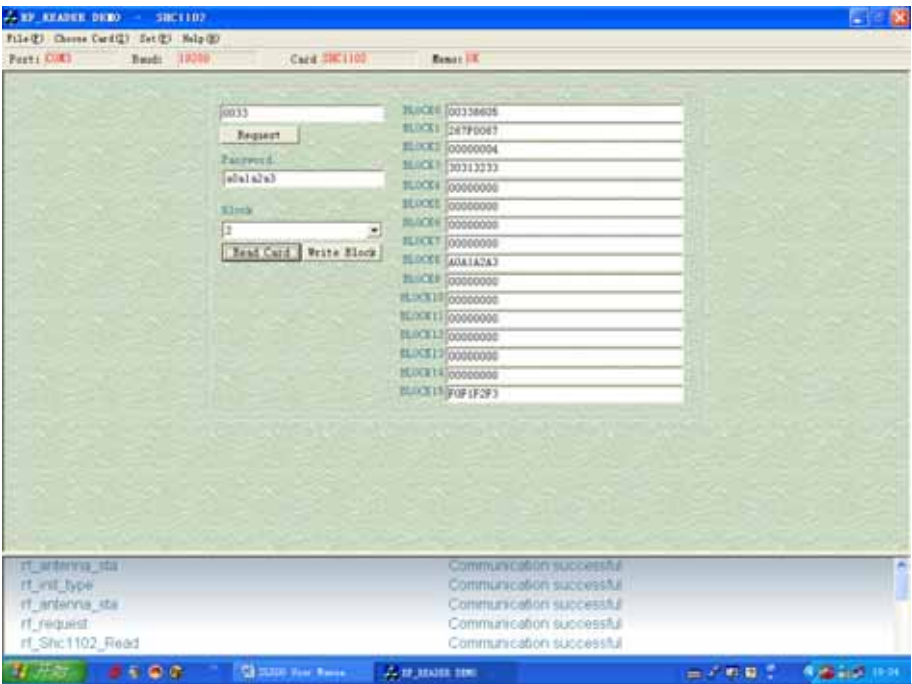 RF_READER DEMO - SHC1102
File(F) Choose Card(C) Set(S) Help(H)
Port: COM3 Baud: 19200 Card SHC1102 Memo: OK
0033
Request
Password
a0a1a2a3
Block
2
Read Card Write Block
BLOCK0 00338605
BLOCK1
BLOCK2 00000004
BLOCK3 30313233
BLOCK4 00000000
BLOCK5 00000000
BLOCK6 00000000
BLOCK7 00000000
BLOCK8 A0A1A2A3
BLOCK9 00000000
BLOCK10 00000000
BLOCK11 00000000
BLOCK12 00000000
BLOCK13 00000000
BLOCK14 00000000
BLOCK15 F0F1F2F3
rf_antenna_sta Communication successful
rf_init_type Communication successful
rf_antenna_sta Communication successful
rf_request Communication successful
rf_Shc1102_Read Communication successful
开始 RF_READER DEMO